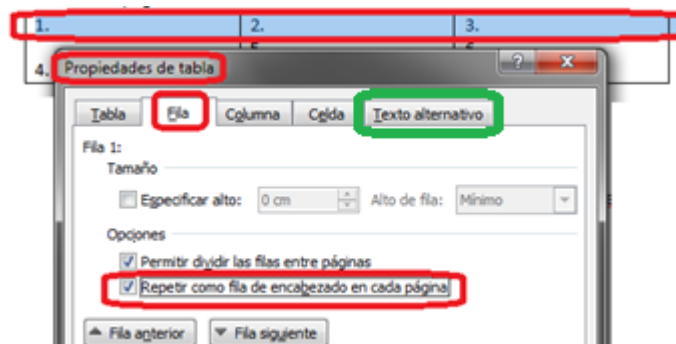 1. 2. 3.
4. 5. 6.
Propiedades de tabla
Tabla Fila Columna Celda Texto alternativo
Fila 1:
Tamaño
Especificar alto: 0 cm Alto de fila: Mínimo
Opciones
Permitir dividir las filas entre páginas
Repetir como fila de encabezado en cada página
Fila anterior Fila siguiente